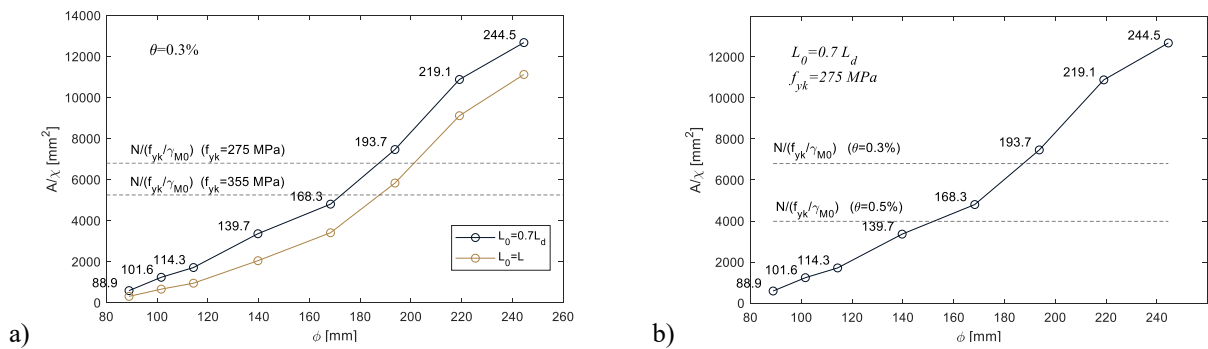 14000
12000
10000
8000
6000
4000
2000
0
A/χ [mm²]
θ=0.3%
244.5
219.1
193.7
N/(f_yk/γ_M0) (f_yk=275 MPa)
N/(f_yk/γ_M0) (f_yk=355 MPa)
168.3
139.7
114.3
101.6
88.9
L_0=0.7L_d
L_0=L
80 100 120 140 160 180 200 220 240 260
ϕ [mm]
a)
14000
12000
10000
8000
6000
4000
2000
0
A/χ [mm²]
L_0=0.7 L_d
f_yk=275 MPa
244.5
219.1
193.7
N/(f_yk/γ_M0) (θ=0.3%)
168.3
N/(f_yk/γ_M0) (θ=0.5%)
139.7
114.3
101.6
88.9
80 100 120 140 160 180 200 220 240
ϕ [mm]
b)